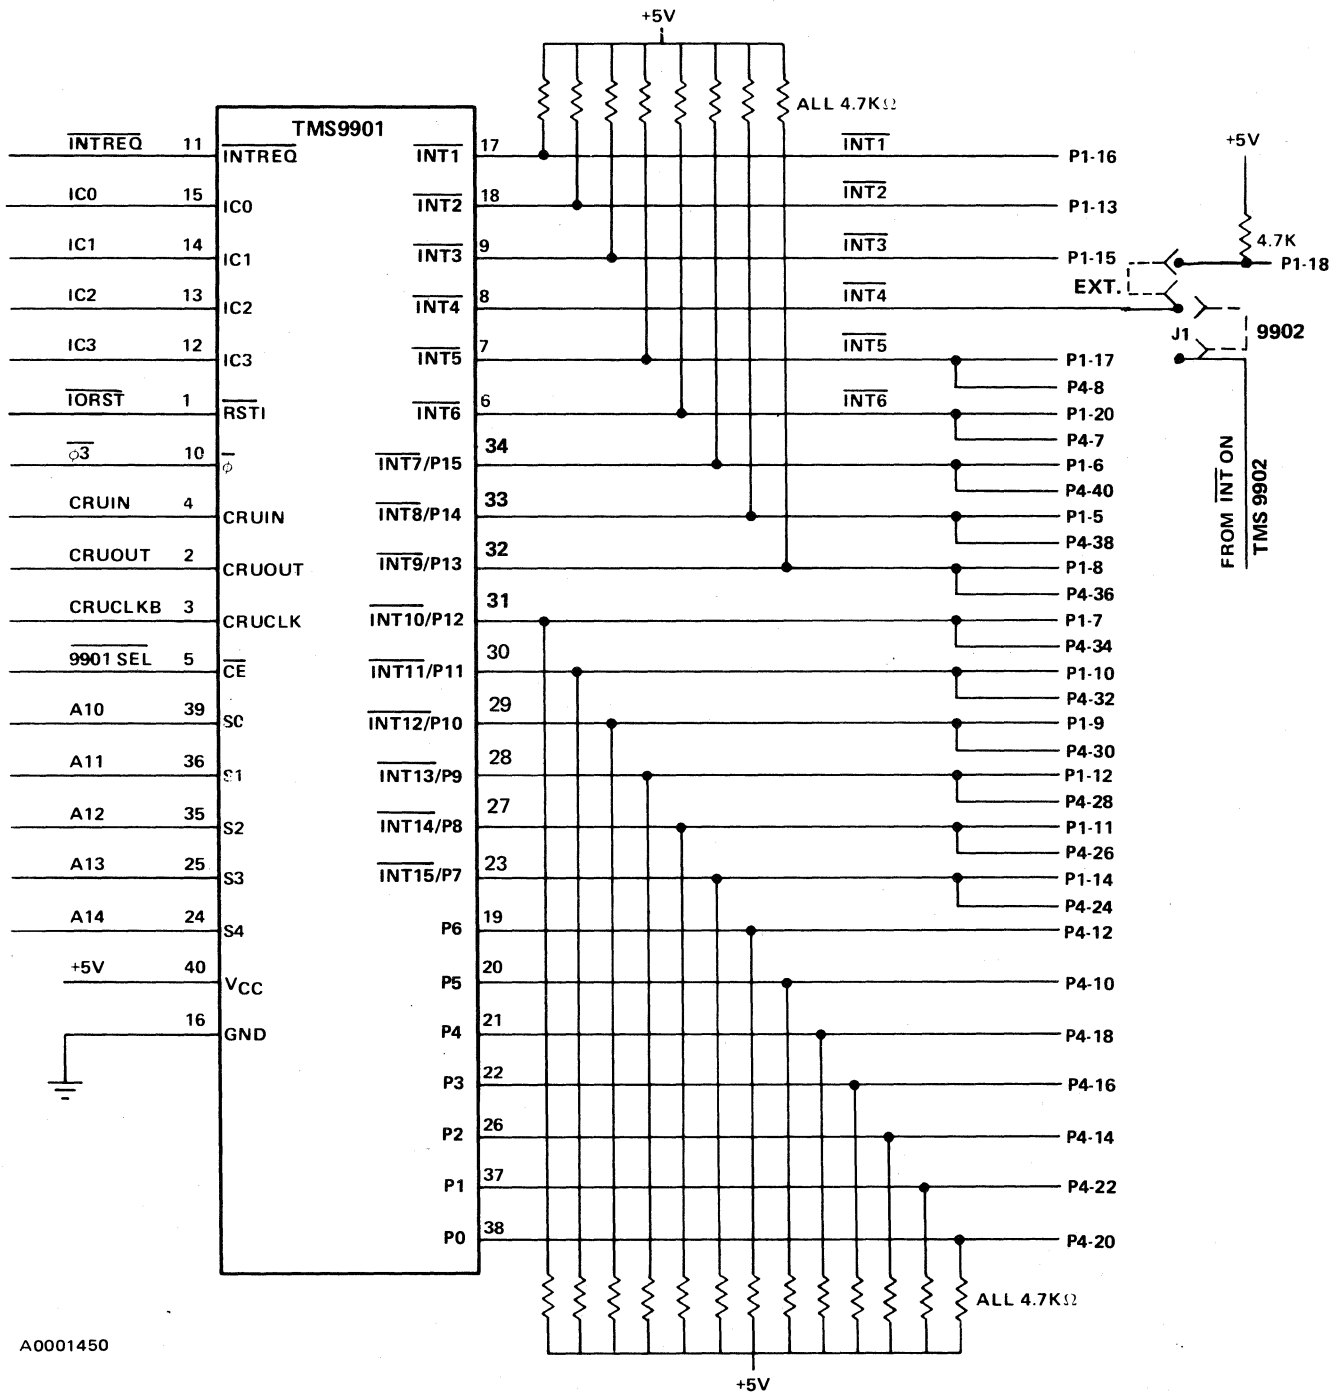 +5V
ALL 4.7KΩ
TMS9901
INTREQ 11 INTREQ INT1 17 INT1 P1-16
+5V
IC0 15 IC0 INT2 18 INT2 P1-13
4.7K
IC1 14 IC1 INT3 9 INT3 P1-15
P1-18
EXT.
IC2 13 IC2 INT4 8 INT4
J1 9902
IC3 12 IC3 INT5 7 INT5 P1-17
P4-8
IORST 1 RSTI INT6 6 INT6 P1-20
P4-7
φ3 10 φ INT7/P15 34 P1-6
P4-40
CRUIN 4 CRUIN INT8/P14 33 P1-5
P4-38
FROM INT ON
TMS 9902
CRUOUT 2 CRUOUT INT9/P13 32 P1-8
P4-36
CRUCLKB 3 CRUCLK INT10/P12 31 P1-7
P4-34
9901 SEL 5 CE INT11/P11 30 P1-10
P4-32
A10 39 S0 INT12/P10 29 P1-9
P4-30
A11 36 S1 INT13/P9 28 P1-12
P4-28
A12 35 S2 INT14/P8 27 P1-11
P4-26
A13 25 S3 INT15/P7 23 P1-14
P4-24
A14 24 S4 P6 19 P4-12
+5V 40 VCC P5 20 P4-10
16 GND P4 21 P4-18
P3 22 P4-16
P2 26 P4-14
P1 37 P4-22
P0 38 P4-20
ALL 4.7KΩ
A0001450
+5V